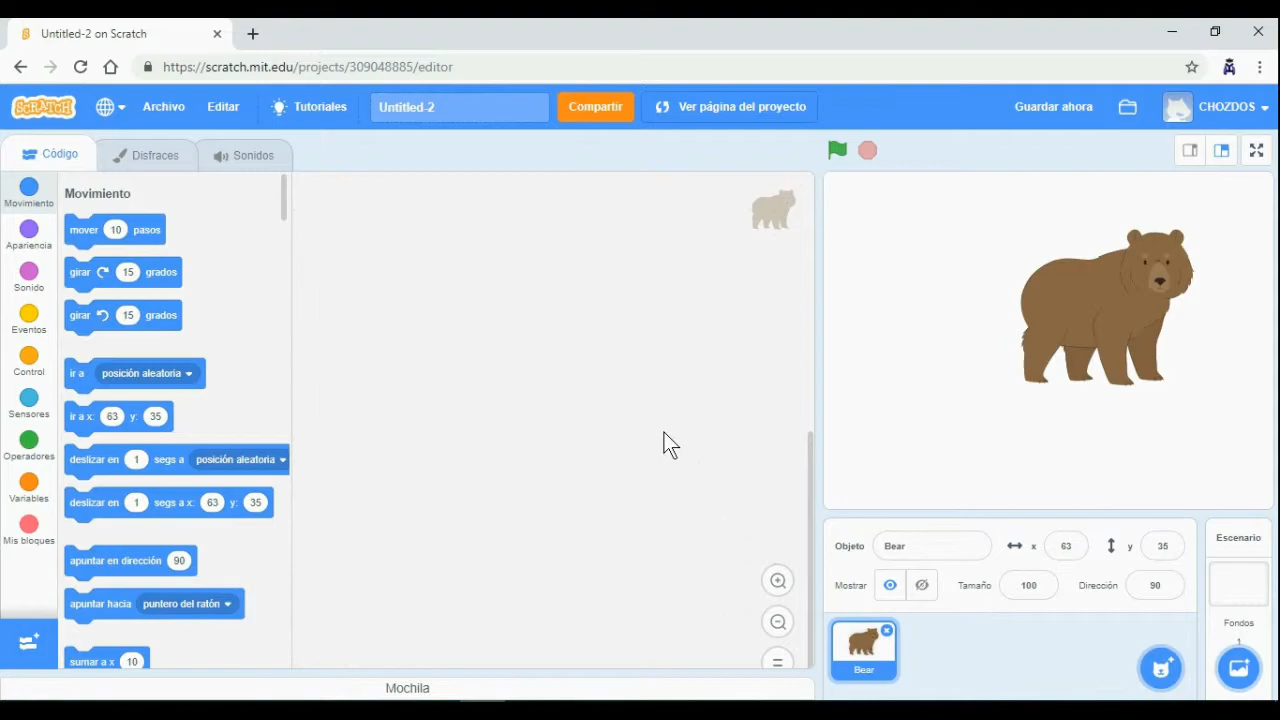 Untitled-2 on Scratch
https://scratch.mit.edu/projects/309048885/editor
SCRATCH Archivo Editar Tutoriales Untitled-2 Compartir Ver página del proyecto Guardar ahora CHOZDOS
Código Disfraces Sonidos
Movimiento
Apariencia
Sonido
Eventos
Control
Sensores
Operadores
Variables
Mis bloques
Movimiento
mover 10 pasos
girar 15 grados
girar 15 grados
ir a posición aleatoria
ir a x: 63 y: 35
deslizar en 1 segs a posición aleatoria
deslizar en 1 segs a x: 63 y: 35
apuntar en dirección 90
apuntar hacia puntero del ratón
sumar a x 10
Mochila
Objeto Bear x 63 y 35
Mostrar Tamaño 100 Dirección 90
Bear
Escenario
Fondos
1